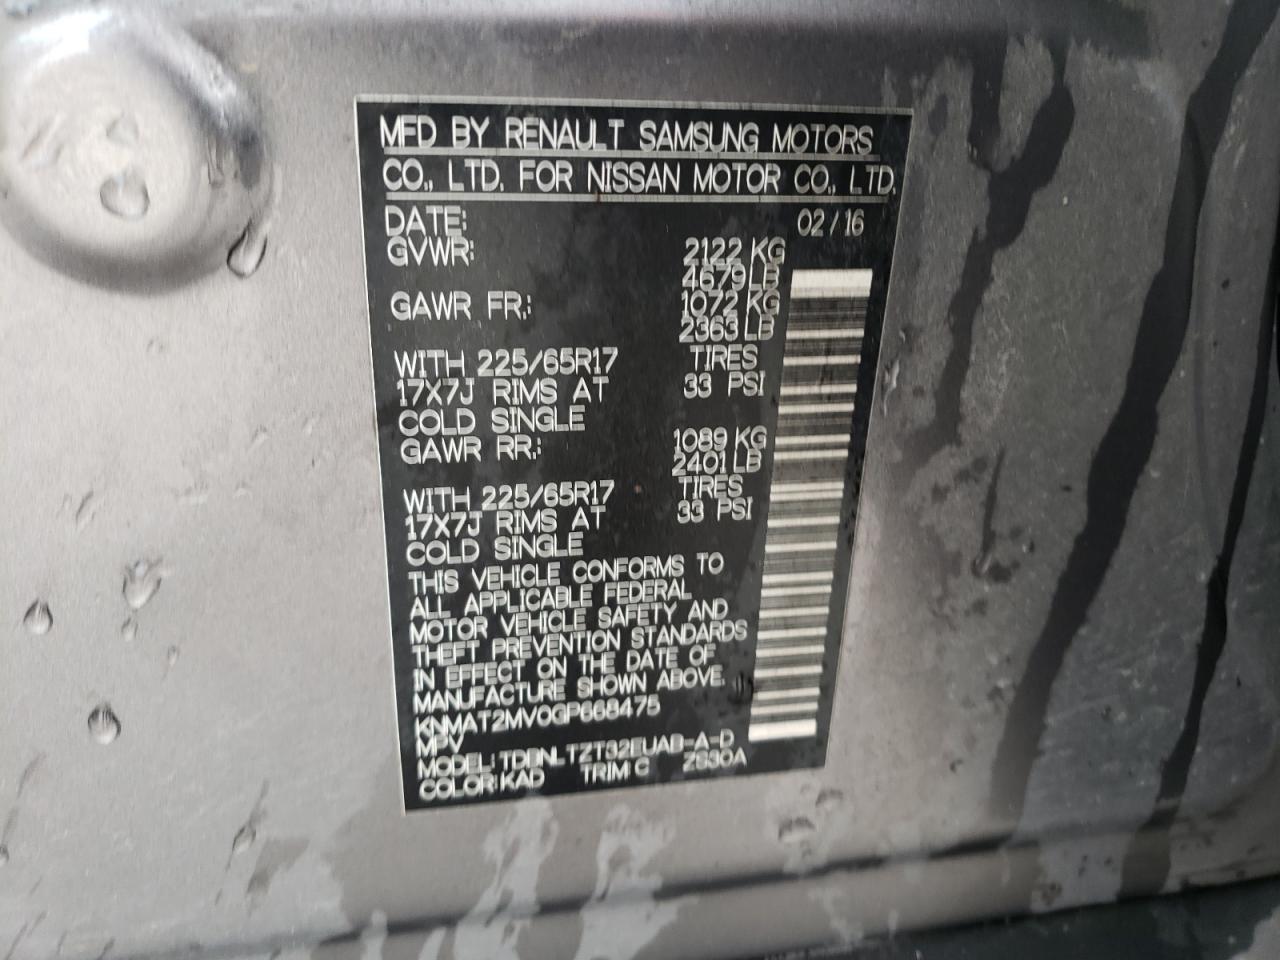 MFD BY RENAULT SAMSUNG MOTORS
CO., LTD. FOR NISSAN MOTOR CO., LTD.
DATE: 02 / 16
GVWR: 2122 KG
4679 LB
GAWR FR.: 1072 KG
2363 LB
WITH 225/65R17 TIRES
17X7J RIMS AT 33 PSI
COLD SINGLE
GAWR RR.: 1089 KG
2401 LB
WITH 225/65R17 TIRES
17X7J RIMS AT 33 PSI
COLD SINGLE
THIS VEHICLE CONFORMS TO
ALL APPLICABLE FEDERAL
MOTOR VEHICLE SAFETY AND
THEFT PREVENTION STANDARDS
IN EFFECT ON THE DATE OF
MANUFACTURE SHOWN ABOVE.
KNMAT2MV0GP668475
MPV
MODEL: TDBNLTZT32EUAB-A-D
COLOR: KAD TRIM C ZS30A